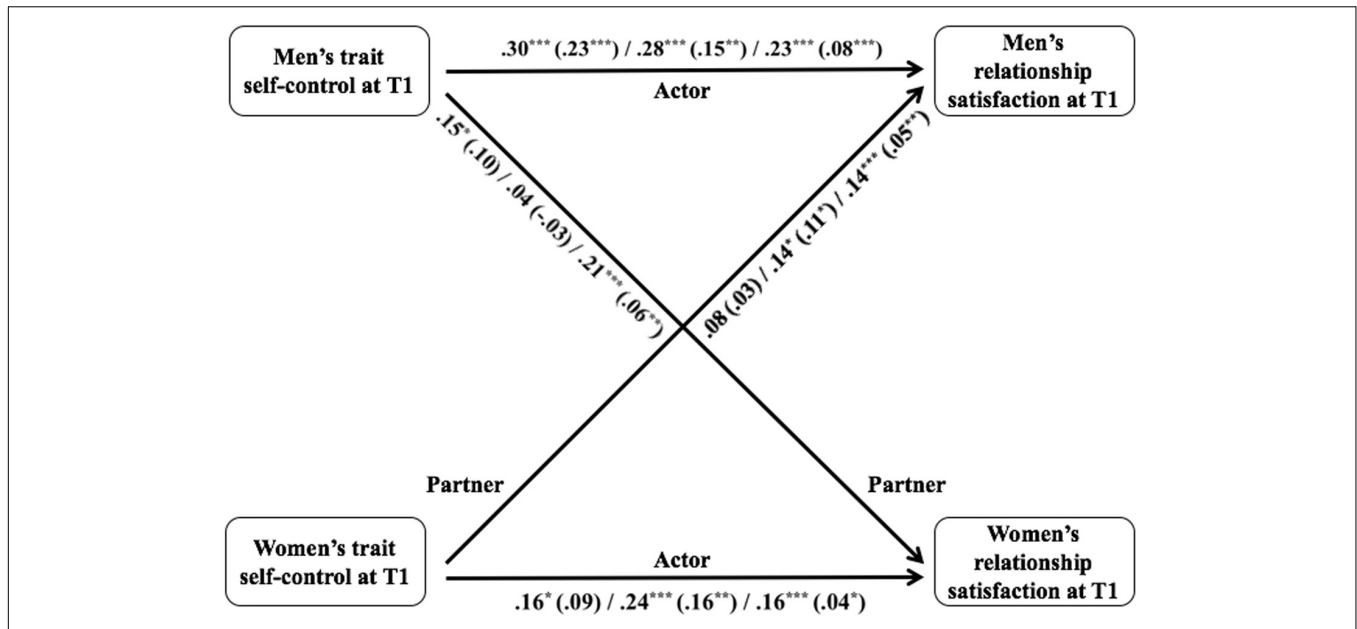 Men's trait
self-control at T1
.30*** (.23***) / .28*** (.15**) / .23*** (.08***)
Actor
Men's
relationship
satisfaction at T1
.15* (.10) / .04 (-.03) / .21*** (.06**)
.08 (.03) / .14* (.11*) / .14*** (.05**)
Partner
Partner
Women's trait
self-control at T1
Actor
.16* (.09) / .24*** (.16**) / .16*** (.04*)
Women's
relationship
satisfaction at T1